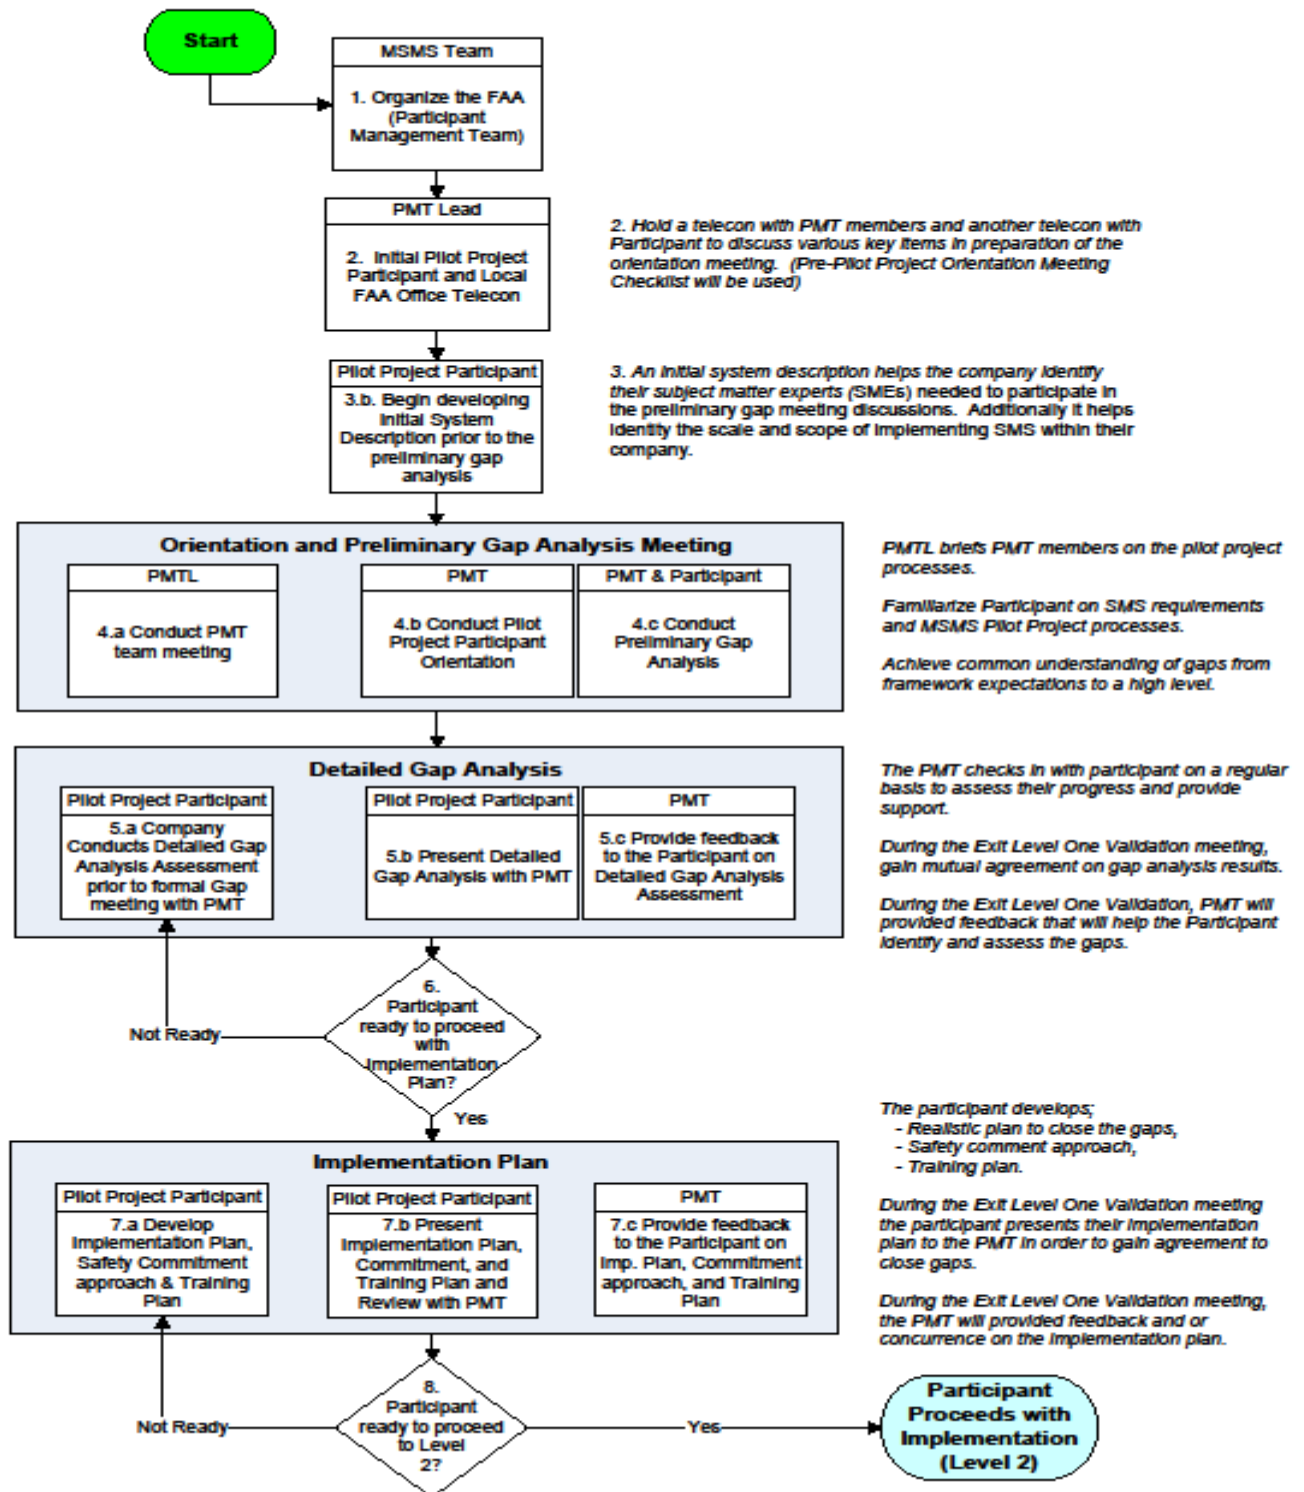 Start
MSMS Team
1. Organize the FAA
(Participant
Management Team)
PMT Lead
2. Initial Pilot Project
Participant and Local
FAA Office Telecon
2. Hold a telecon with PMT members and another telecon with
Participant to discuss various key items in preparation of the
orientation meeting. (Pre-Pilot Project Orientation Meeting
Checklist will be used)
Pilot Project Participant
3.b. Begin developing
Initial System
Description prior to the
preliminary gap
analysis
3. An initial system description helps the company identify
their subject matter experts (SMEs) needed to participate in
the preliminary gap meeting discussions. Additionally it helps
identity the scale and scope of implementing SMS within their
company.
Orientation and Preliminary Gap Analysis Meeting
PMTL
4.a Conduct PMT
team meeting
PMT
4.b Conduct Pilot
Project Participant
Orientation
PMT & Participant
4.c Conduct
Preliminary Gap
Analysis
PMTL briefs PMT members on the pilot project
processes.
Familiarize Participant on SMS requirements
and MSMS Pilot Project processes.
Achieve common understanding of gaps from
framework expectations to a high level.
Detailed Gap Analysis
Pilot Project Participant
5.a Company
Conducts Detailed Gap
Analysis Assessment
prior to formal Gap
meeting with PMT
Pilot Project Participant
5.b Present Detailed
Gap Analysis with PMT
PMT
5.c Provide feedback
to the Participant on
Detailed Gap Analysis
Assessment
The PMT checks in with participant on a regular
basis to assess their progress and provide
support.
During the Exit Level One Validation meeting,
gain mutual agreement on gap analysis results.
During the Exit Level One Validation, PMT will
provided feedback that will help the Participant
identify and assess the gaps.
6.
Participant
ready to proceed
with
Implementation
Plan?
Not Ready
Yes
Implementation Plan
Pilot Project Participant
7.a Develop
Implementation Plan,
Safety Commitment
approach & Training
Plan
Pilot Project Participant
7.b Present
Implementation Plan,
Commitment, and
Training Plan and
Review with PMT
PMT
7.c Provide feedback
to the Participant on
Imp. Plan, Commitment
approach, and Training
Plan
The participant develops;
- Realistic plan to close the gaps,
- Safety comment approach,
- Training plan.
During the Exit Level One Validation meeting
the participant presents their implementation
plan to the PMT in order to gain agreement to
close gaps.
During the Exit Level One Validation meeting,
the PMT will provided feedback and or
concurrence on the implementation plan.
8.
Participant
ready to proceed
to Level
2?
Not Ready
Yes
Participant
Proceeds with
Implementation
(Level 2)